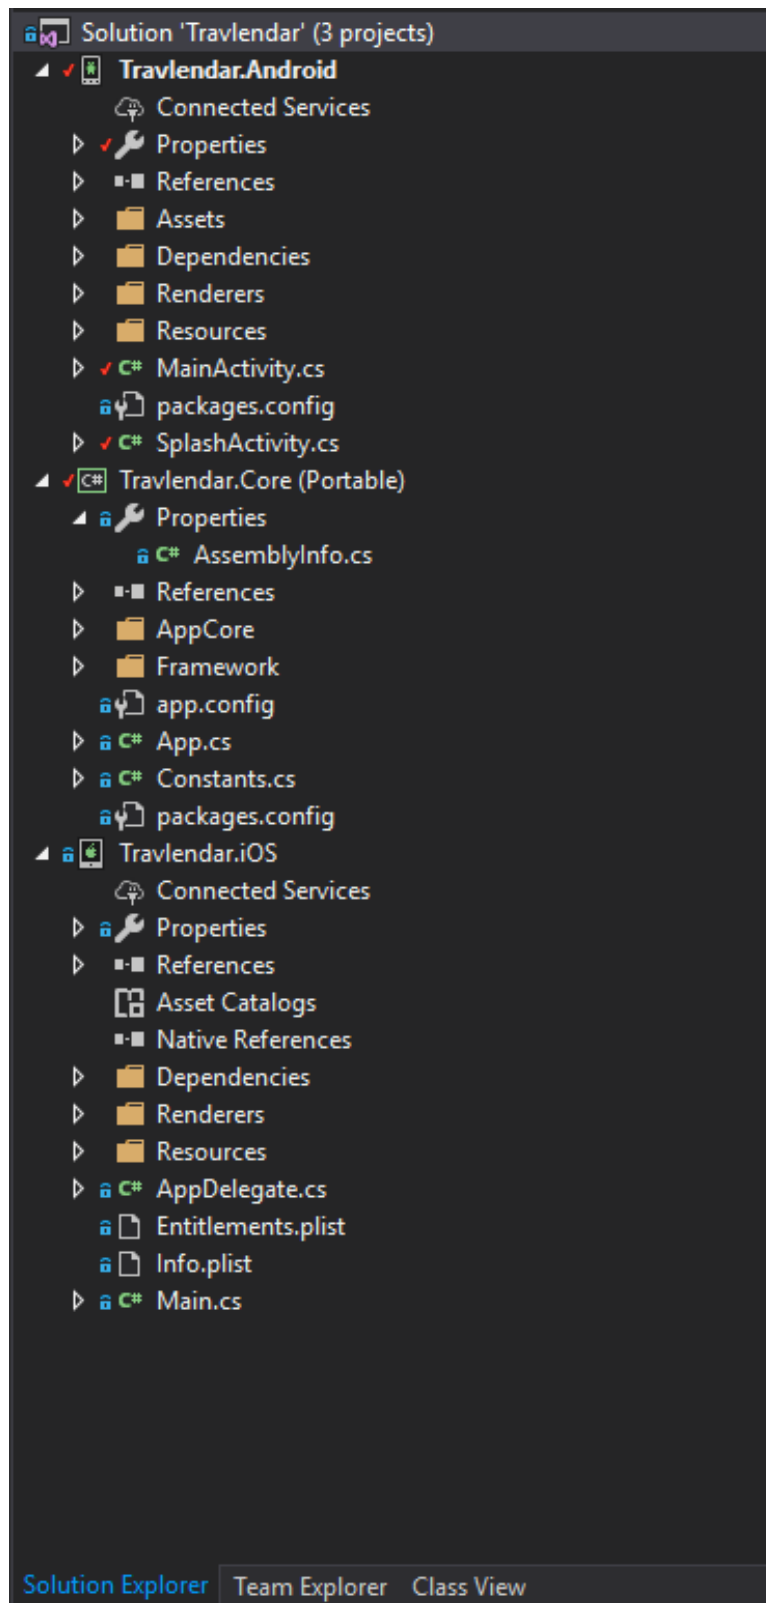 Solution 'Travlendar' (3 projects)
Travlendar.Android
Connected Services
Properties
References
Assets
Dependencies
Renderers
Resources
C# MainActivity.cs
packages.config
C# SplashActivity.cs
C# Travlendar.Core (Portable)
Properties
C# AssemblyInfo.cs
References
AppCore
Framework
app.config
C# App.cs
C# Constants.cs
packages.config
Travlendar.iOS
Connected Services
Properties
References
Asset Catalogs
Native References
Dependencies
Renderers
Resources
C# AppDelegate.cs
Entitlements.plist
Info.plist
C# Main.cs
Solution Explorer Team Explorer Class View